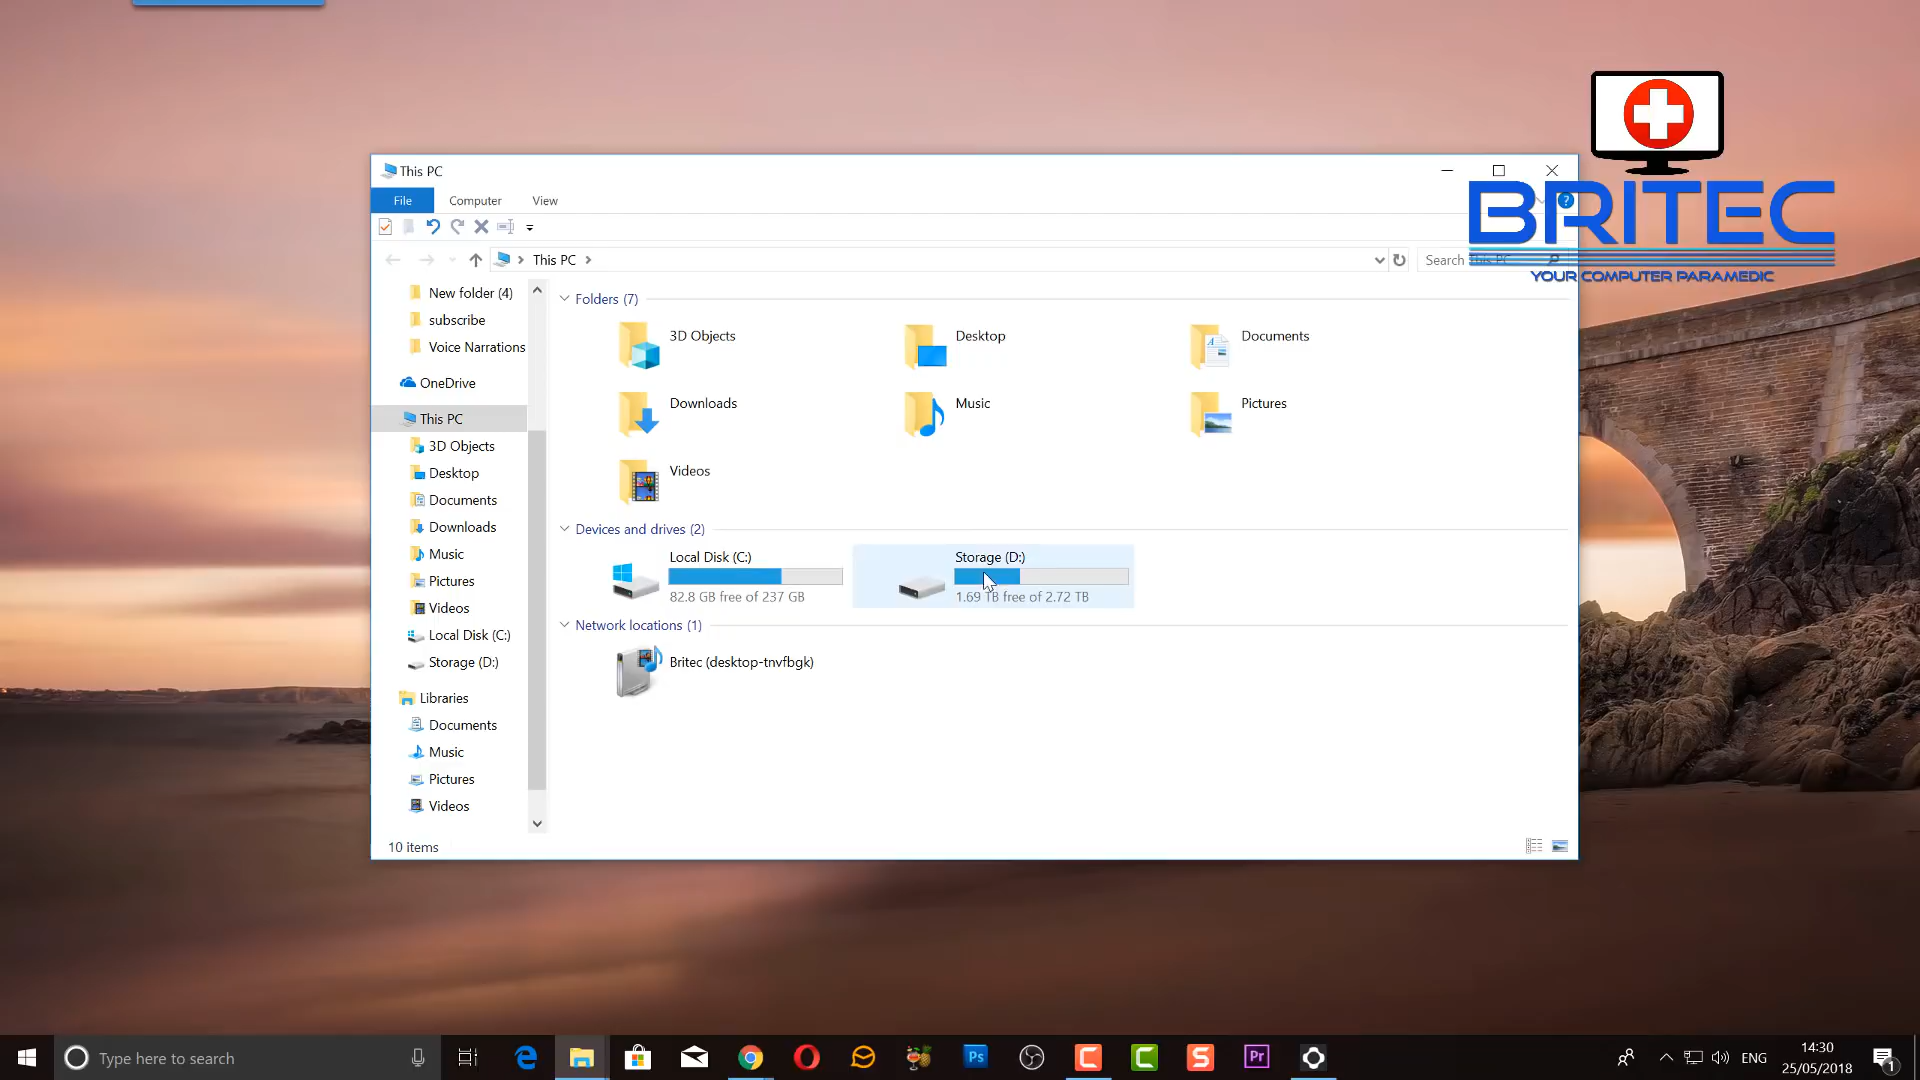 This PC
File
Computer
View
?
This PC
Search This PC
BRITEC
YOUR COMPUTER PARAMEDIC
New folder (4)
subscribe
Voice Narrations
OneDrive
This PC
3D Objects
Desktop
Documents
Downloads
Music
Pictures
Videos
Local Disk (C:)
Storage (D:)
Libraries
Documents
Music
Pictures
Videos
Folders (7)
3D Objects
Desktop
Documents
Downloads
Music
Pictures
Videos
Devices and drives (2)
Local Disk (C:)
82.8 GB free of 237 GB
Storage (D:)
1.69 TB free of 2.72 TB
Network locations (1)
Britec (desktop-tnvfbgk)
10 items
Type here to search
Ps
Pr
ENG
14:30
25/05/2018
1